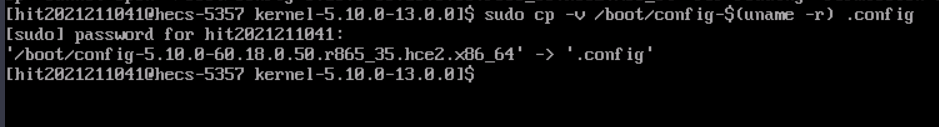 [hit2021211041@hecs-5357 kernel-5.10.0-13.0.0]$ sudo cp -v /boot/config-$(uname -r) .config
[sudo] password for hit2021211041:
'/boot/config-5.10.0-60.18.0.50.r865_35.hce2.x86_64' -> '.config'
[hit2021211041@hecs-5357 kernel-5.10.0-13.0.0]$